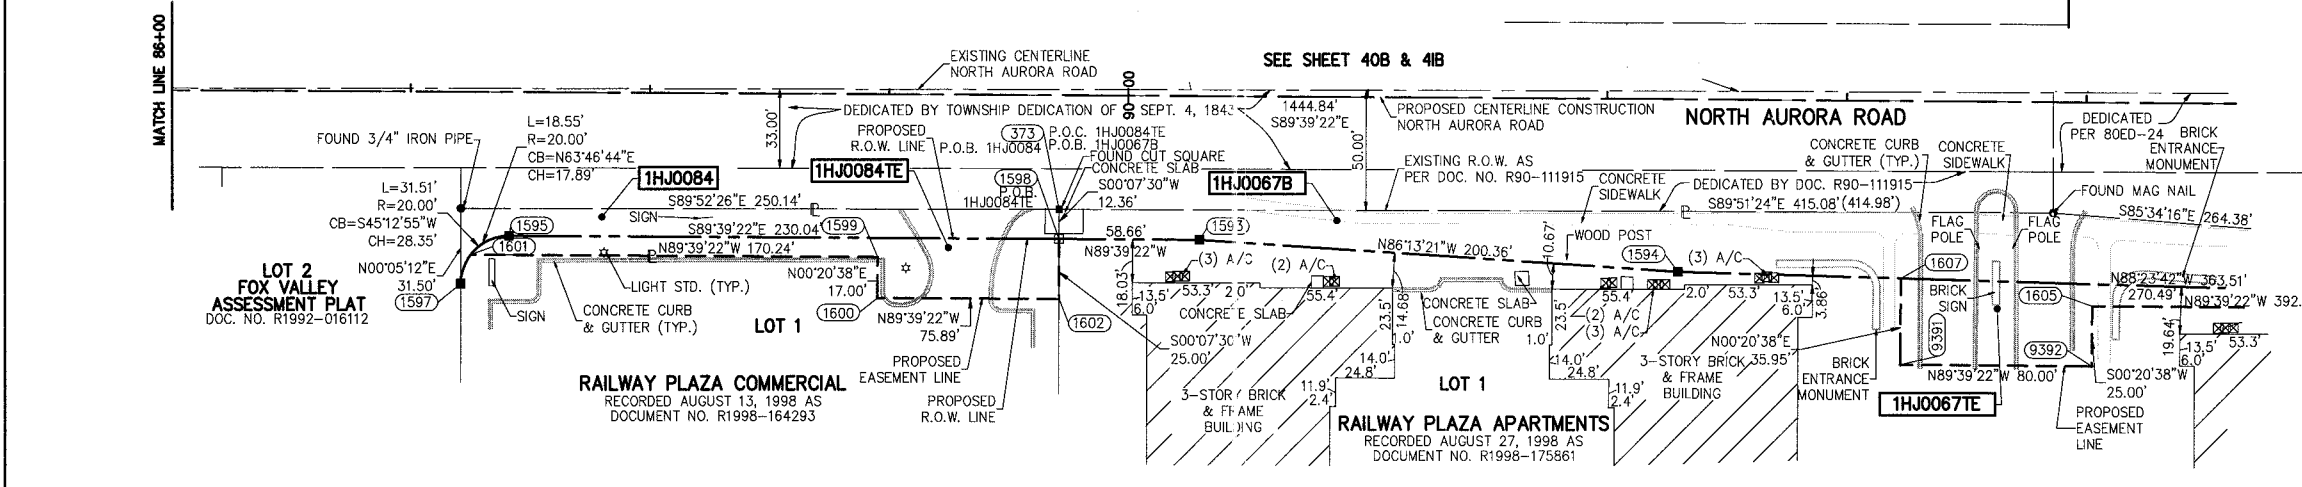 MATCH LINE 86+00
EXISTING CENTERLINE
NORTH AURORA ROAD
90+00
SEE SHEET 40B & 41B
FOUND 3/4" IRON PIPE
L=18.55'
R=20.00'
CB=N63°46'44"E
CH=17.89'
33.00'
DEDICATED BY TOWNSHIP DEDICATION OF
SEPT. 4, 1843
PROPOSED
R.O.W. LINE
373
P.O.C. 1HJ0084TE
P.O.B. 1HJ0084
P.O.B. 1HJ0067B
FOUND CUT SQUARE
CONCRETE SLAB
1444.84'
S89°39'22"E
50.00'
PROPOSED CENTERLINE CONSTRUCTION
NORTH AURORA ROAD
NORTH AURORA ROAD
DEDICATED
PER 80ED-24
BRICK
ENTRANCE
MONUMENT
CONCRETE CURB
& GUTTER (TYP.)
CONCRETE
SIDEWALK
1HJ0084
1HJ0084TE
1598
P.O.B.
1HJ0084TE
S00°07'30"W
12.36'
1HJ0067B
EXISTING R.O.W. AS
PER DOC. NO. R90-111915
CONCRETE
SIDEWALK
DEDICATED BY DOC. R90-111915
S89°51'24"E 415.08'(414.98')
FOUND MAG NAIL
S85°34'16"E 264.38'
L=31.51'
R=20.00'
CB=S45°12'55"W
CH=28.35'
S89°52'26"E 250.14'
SIGN
1595
S89°39'22"E 230.04'
1599
1601
N89°39'22"W 170.24'
58.66'
N89°39'22"W
1593
N86°13'21"W 200.36'
10.67'
WOOD POST
1594
(3) A/C
FLAG
POLE
FLAG
POLE
1607
N88°23'42"W 363.51'
270.49'
N89°39'22"W 392.
LOT 2
FOX VALLEY
ASSESSMENT PLAT
DOC. NO. R1992-016112
N00°05'12"E
31.50'
1597
SIGN
LIGHT STD. (TYP.)
CONCRETE CURB
& GUTTER (TYP.)
N00°20'38"E
17.00'
1600
LOT 1
N89°39'22"W
75.89'
1602
S00°07'30"W
25.00'
PROPOSED
EASEMENT LINE
PROPOSED
R.O.W. LINE
18.03'
(3) A/C
(2) A/C
13.5'
6.0'
53.3'
2.0'
55.4'
CONCRETE SLAB
23.5'
14.68'
1.0'
14.0'
24.8'
CONCRETE SLAB
CONCRETE CURB
& GUTTER
23.5'
1.0'
14.0'
24.8'
55.4'
(2) A/C
(3) A/C
2.0'
53.3'
13.5'
6.0'
3.86'
BRICK
SIGN
1605
9391
9392
19.64'
13.5'
6.0'
53.3'
RAILWAY PLAZA COMMERCIAL
RECORDED AUGUST 13, 1998 AS
DOCUMENT NO. R1998-164293
11.9'
2.4'
3-STORY BRICK
& FRAME
BUILDING
LOT 1
RAILWAY PLAZA APARTMENTS
RECORDED AUGUST 27, 1998 AS
DOCUMENT NO. R1998-175861
11.9'
2.4'
3-STORY BRICK
& FRAME
BUILDING
N00°20'38"E
35.95'
BRICK
ENTRANCE
MONUMENT
N89°39'22"W 80.00'
1HJ0067TE
S00°20'38"W
25.00'
PROPOSED
EASEMENT
LINE